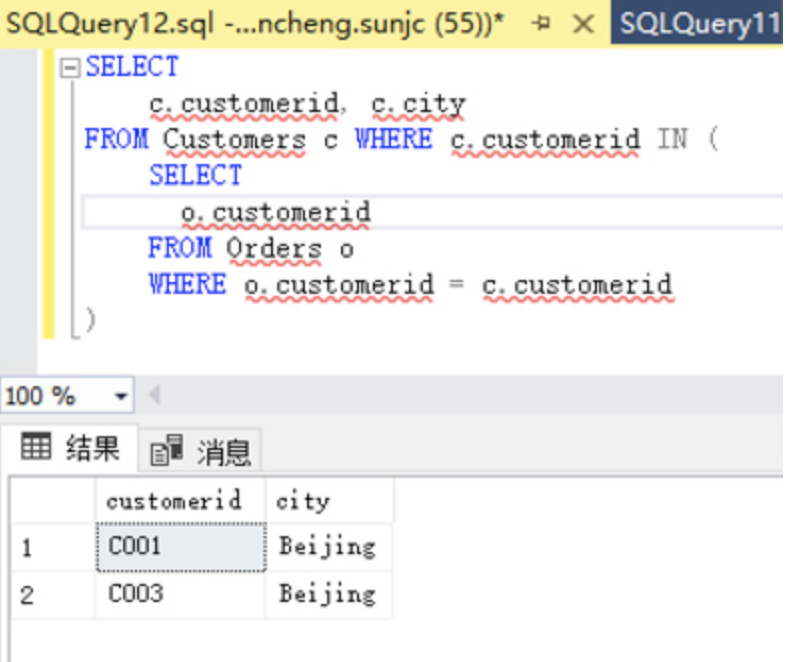 SQLQuery12.sql -...ncheng.sunjc (55))* SQLQuery11
SELECT
c.customerid, c.city
FROM Customers c WHERE c.customerid IN (
SELECT
o.customerid
FROM Orders o
WHERE o.customerid = c.customerid
)
100 %
结果 消息
customerid city
1 C001 Beijing
2 C003 Beijing